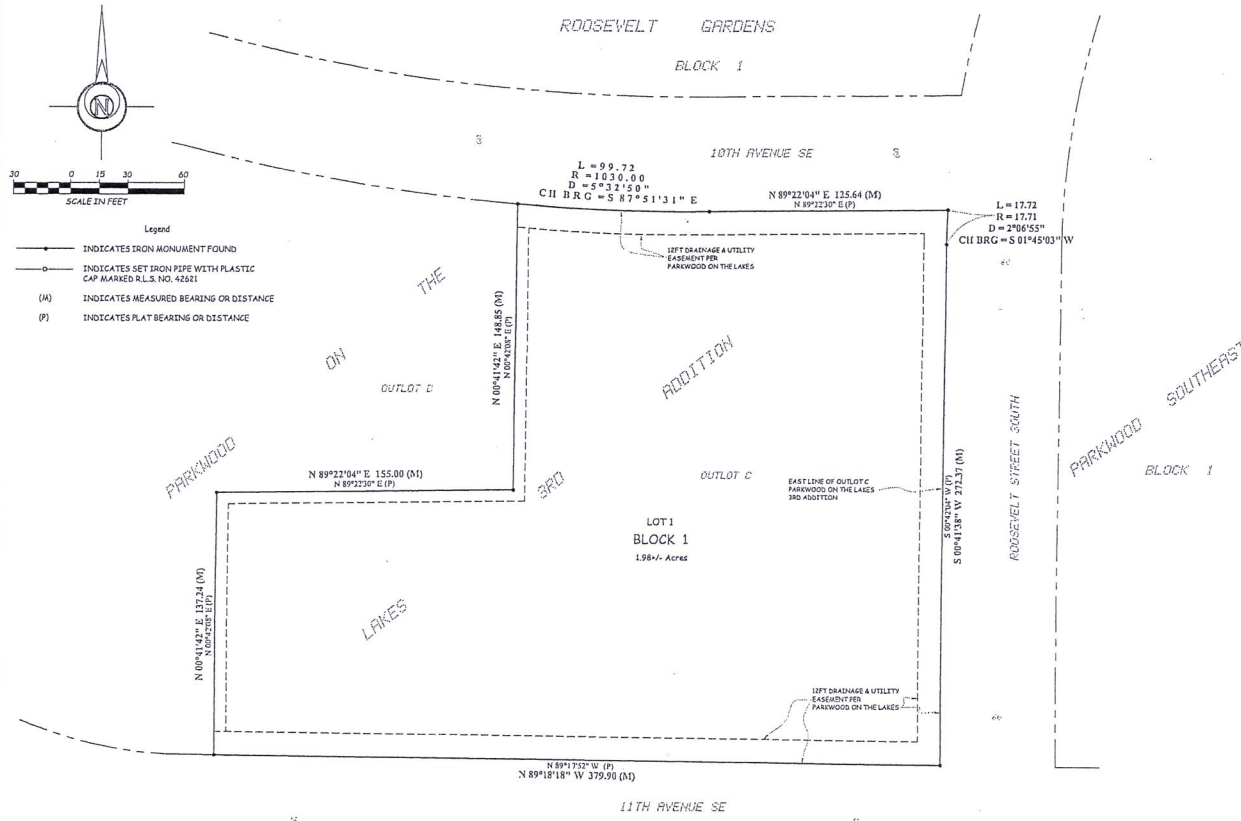 ROOSEVELT GARDENS
BLOCK 1
N
30 0 15 30 60
SCALE IN FEET
Legend
INDICATES IRON MONUMENT FOUND
INDICATES SET IRON PIPE WITH PLASTIC
CAP MARKED R.L.S. NO. 42621
(M) INDICATES MEASURED BEARING OR DISTANCE
(P) INDICATES PLAT BEARING OR DISTANCE
10TH AVENUE SE
L = 99.72
R = 1030.00
D = 5°32'50"
CH BRG = S 87°51'31" E
N 89°22'04" E 125.64 (M)
N 89°22'30" E (P)
L = 17.72
R = 17.71
D = 2°06'55"
CH BRG = S 01°45'03" W
12FT DRAINAGE & UTILITY
EASEMENT PER
PARKWOOD ON THE LAKES
N 00°41'42" E 148.85 (M)
N 00°42'08" E (P)
PARKWOOD ON THE LAKES 3RD ADDITION
OUTLOT D
N 89°22'04" E 155.00 (M)
N 89°22'30" E (P)
OUTLOT C
EAST LINE OF OUTLOT C
PARKWOOD ON THE LAKES
3RD ADDITION
S 00°42'04" W (P)
S 00°41'38" W 272.37 (M)
ROOSEVELT STREET SOUTH
PARKWOOD SOUTHEAST
BLOCK 1
LOT 1
BLOCK 1
1.98+/- Acres
N 00°41'42" E 137.24 (M)
N 00°42'08" E (P)
12FT DRAINAGE & UTILITY
EASEMENT PER
PARKWOOD ON THE LAKES
N 89°17'52" W (P)
N 89°18'18" W 379.90 (M)
11TH AVENUE SE